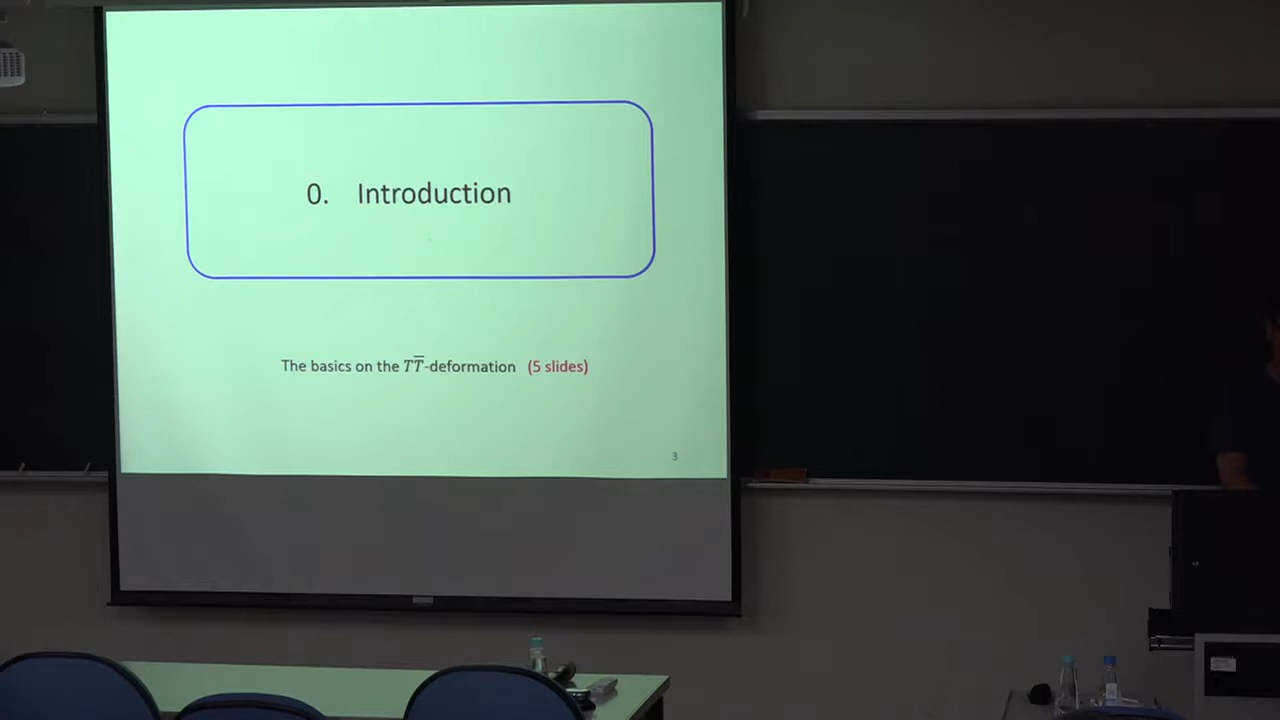 0. Introduction
The basics on the T\overline{T}-deformation (5 slides)
3